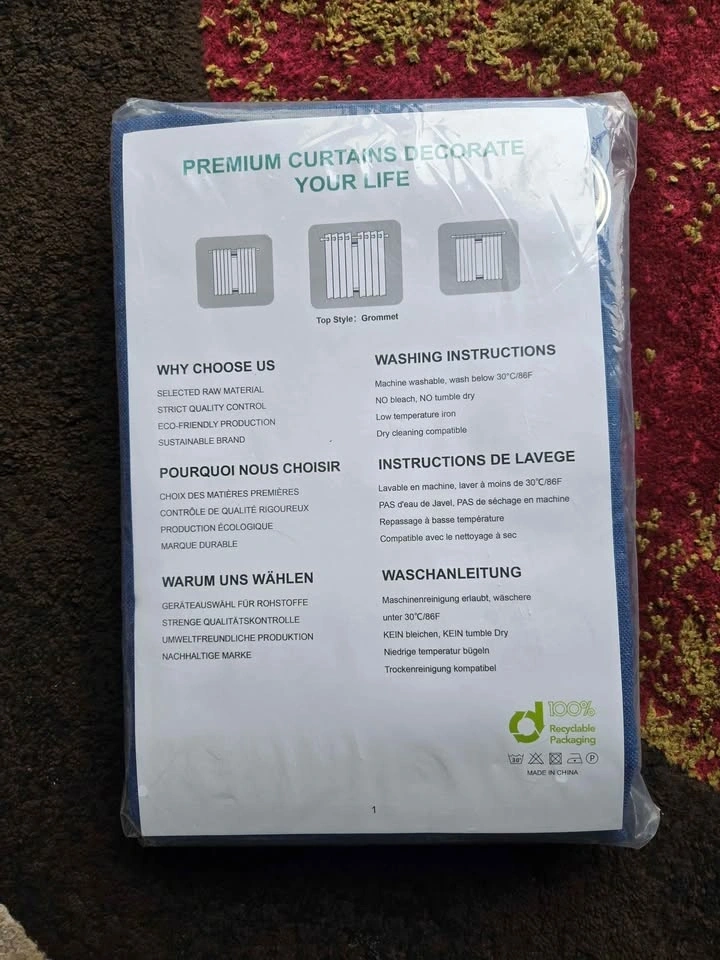 PREMIUM CURTAINS DECORATE
YOUR LIFE
Top Style: Grommet
WHY CHOOSE US
SELECTED RAW MATERIAL
STRICT QUALITY CONTROL
ECO-FRIENDLY PRODUCTION
SUSTAINABLE BRAND
WASHING INSTRUCTIONS
Machine washable, wash below 30°C/86F
NO bleach, NO tumble dry
Low temperature iron
Dry cleaning compatible
POURQUOI NOUS CHOISIR
CHOIX DES MATIÈRES PREMIÈRES
CONTRÔLE DE QUALITÉ RIGOUREUX
PRODUCTION ÉCOLOGIQUE
MARQUE DURABLE
INSTRUCTIONS DE LAVEGE
Lavable en machine, laver à moins de 30℃/86F
PAS d'eau de Javel, PAS de séchage en machine
Repassage à basse température
Compatible avec le nettoyage à sec
WARUM UNS WÄHLEN
GERÄTEAUSWÄHL FÜR ROHSTOFFE
STRENGE QUALITÄTSKONTROLLE
UMWELTFREUNDLICHE PRODUKTION
NACHHALTIGE MARKE
WASCHANLEITUNG
Maschinenreinigung erlaubt, wäschere
unter 30℃/86F
KEIN bleichen, KEIN tumble Dry
Niedrige temperatur bügeln
Trockenreinigung kompatibel
100%
Recyclable
Packaging
30° P
MADE IN CHINA
1